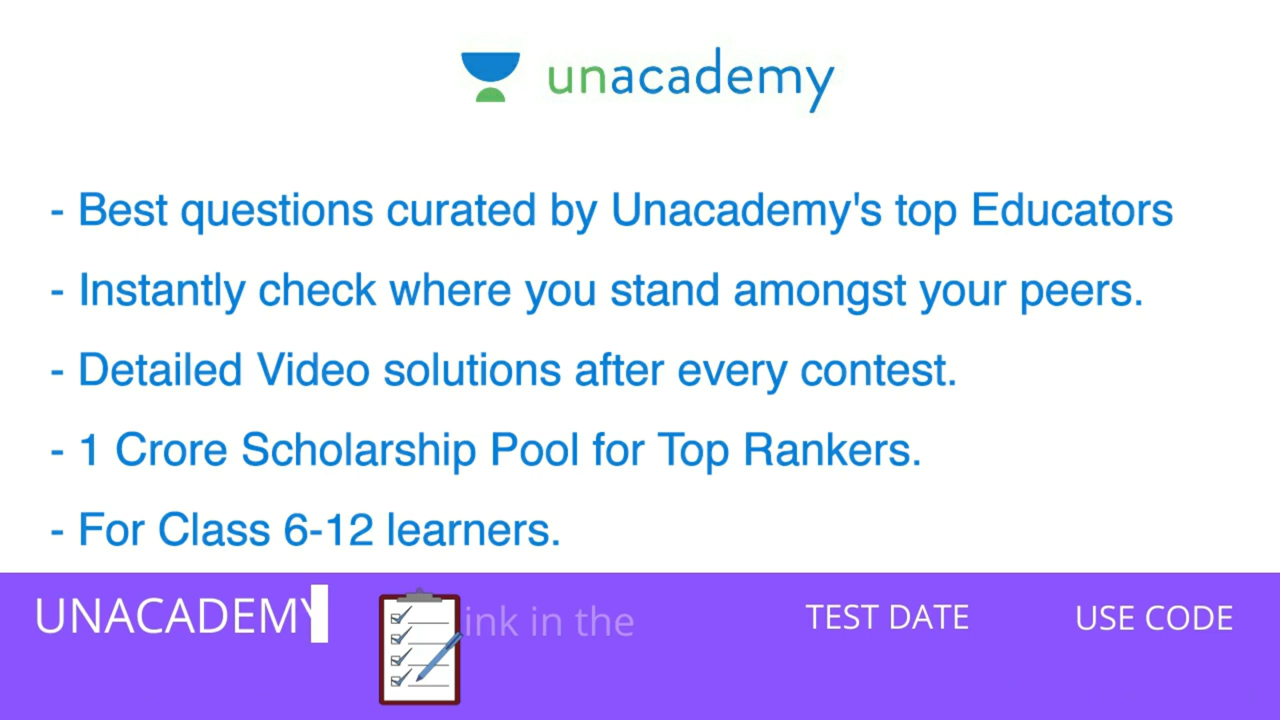 unacademy
- Best questions curated by Unacademy's top Educators
- Instantly check where you stand amongst your peers.
- Detailed Video solutions after every contest.
- 1 Crore Scholarship Pool for Top Rankers.
- For Class 6-12 learners.
UNACADEMY
ink in the
TEST DATE
USE CODE